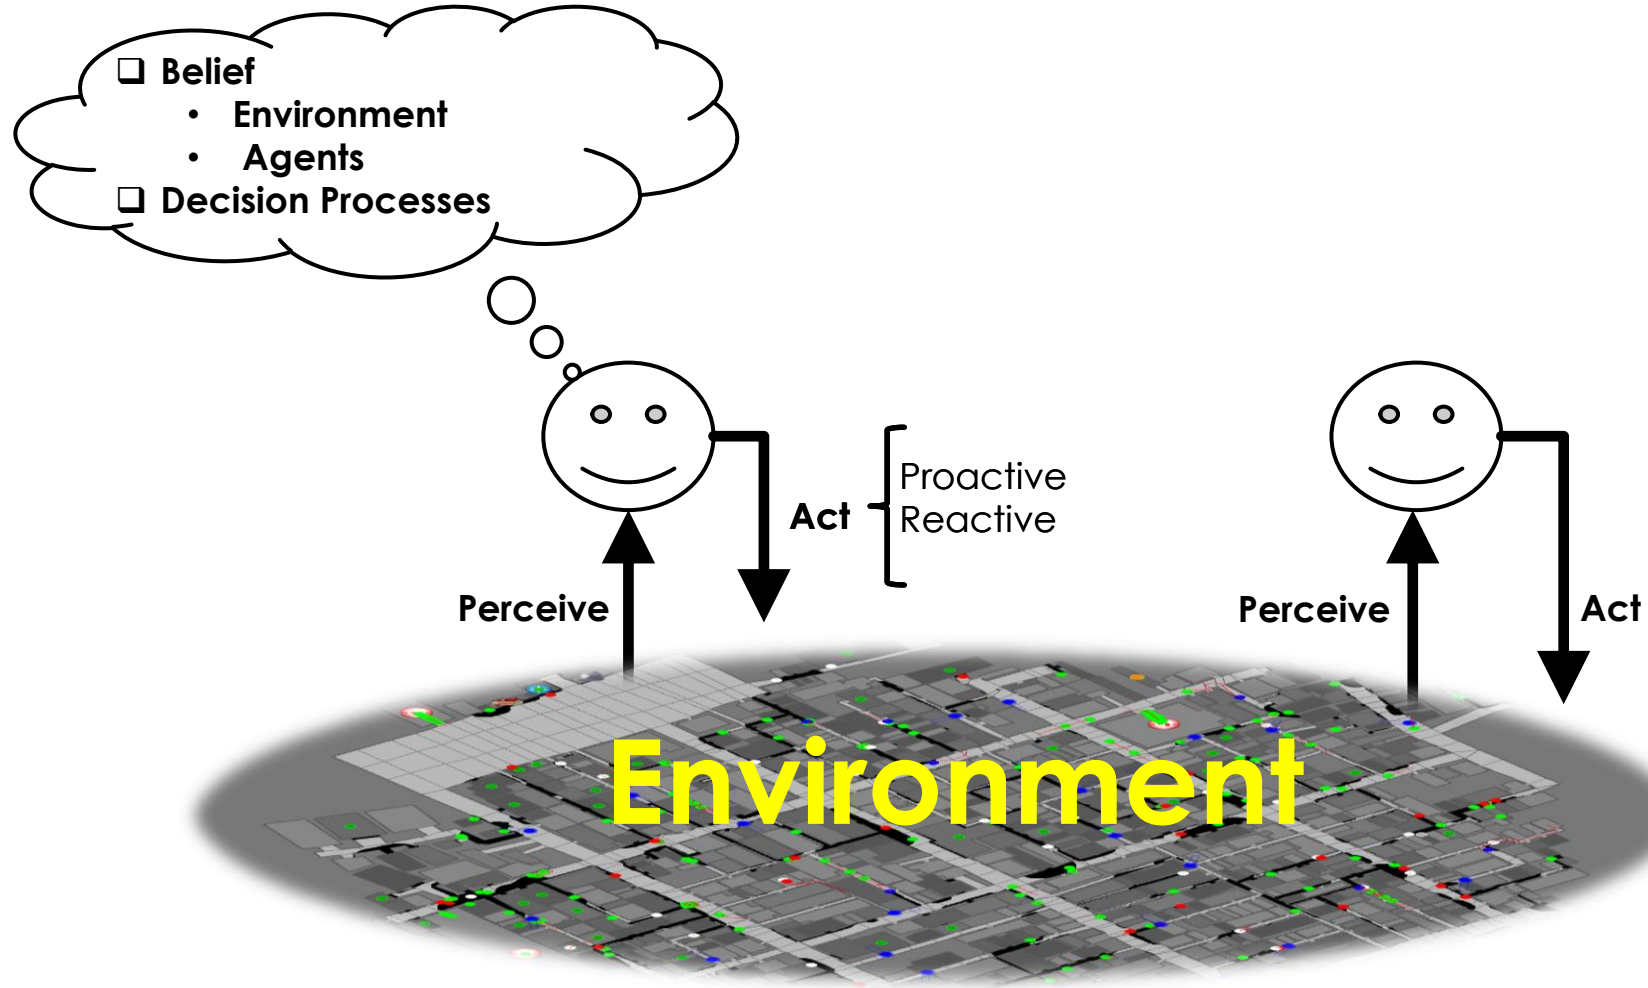 ❑ Belief
• Environment
• Agents
❑ Decision Processes
Proactive
Act
Reactive
Perceive
Perceive
Act
Environment